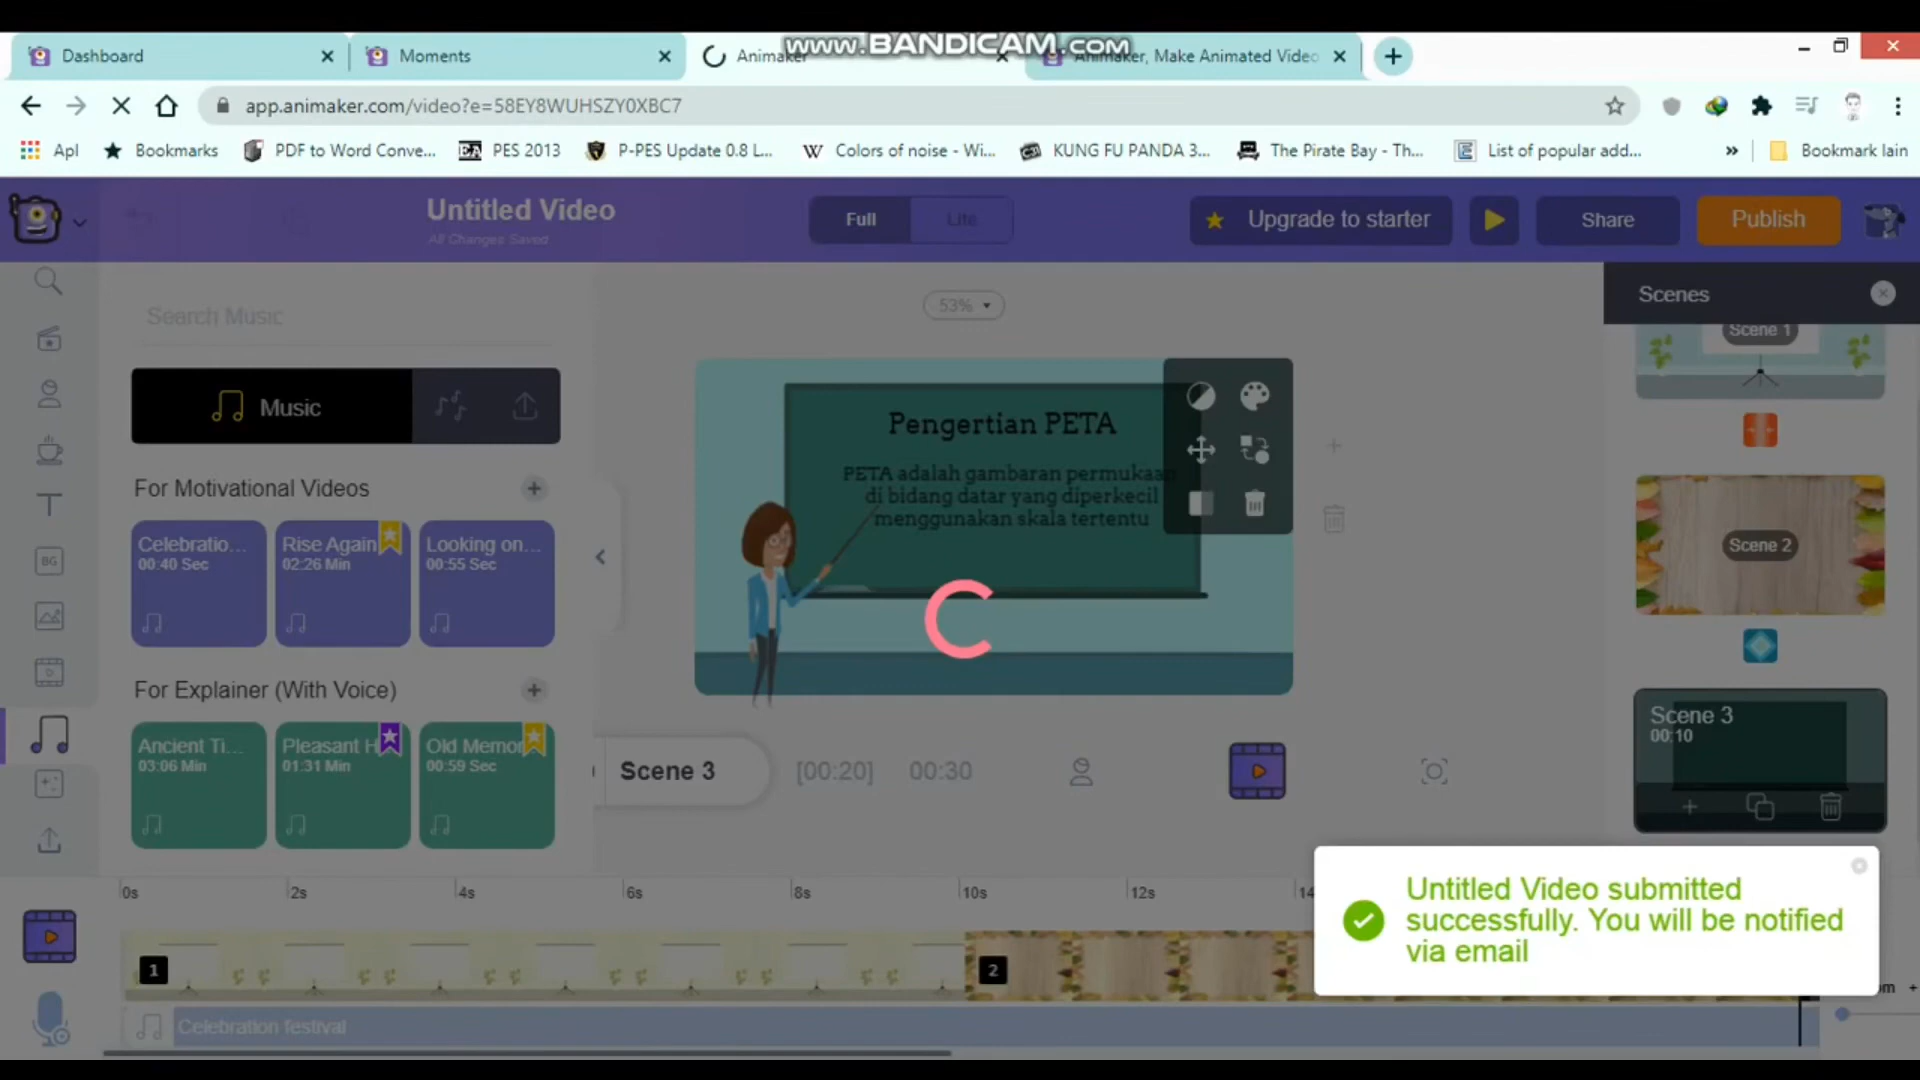 www.BANDICAM.com
Dashboard
Moments
Animaker
Animaker, Make Animated Video
app.animaker.com/video?e=58EY8WUHSZY0XBC7
Apl
Bookmarks
PDF to Word Conve...
PES 2013
P-PES Update 0.8 L...
Colors of noise - Wi...
KUNG FU PANDA 3...
The Pirate Bay - Th...
List of popular add...
Bookmark lain
Untitled Video
All Changes Saved
Full
Lite
Upgrade to starter
Share
Publish
Search Music
53%
Scenes
Scene 1
Music
Pengertian PETA
PETA adalah gambaran permukaan
di bidang datar yang diperkecil
menggunakan skala tertentu
For Motivational Videos
Celebratio...
00:40 Sec
Rise Again
02:26 Min
Looking on...
00:55 Sec
BG
Scene 2
For Explainer (With Voice)
Ancient Ti...
03:06 Min
Pleasant H
01:31 Min
Old Memor
00:59 Sec
Scene 3
00:10
Scene 3
[00:20]
00:30
0s
2s
4s
6s
8s
10s
12s
14
Untitled Video submitted
successfully. You will be notified
via email
1
2
Celebration festival